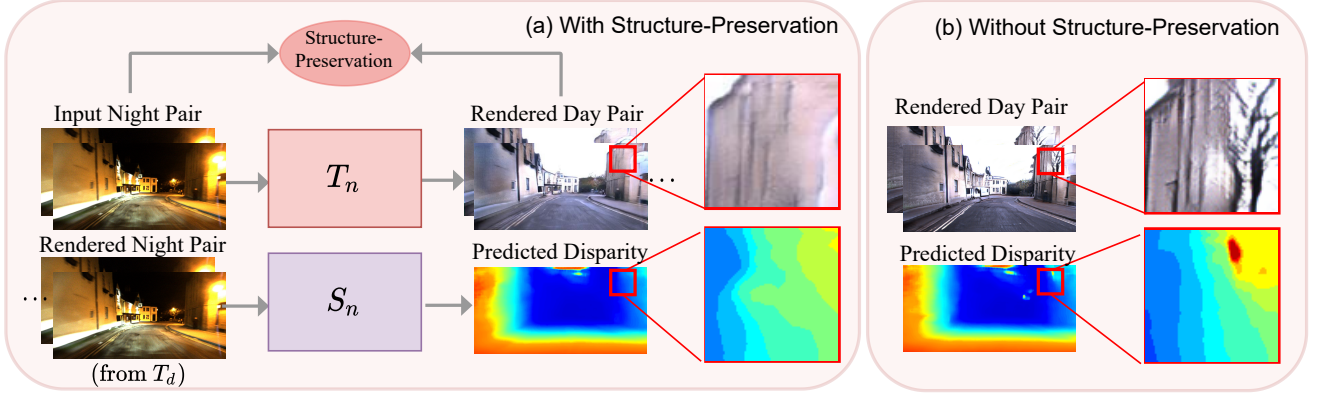 (a) With Structure-Preservation
Structure-
Preservation
Input Night Pair
Rendered Day Pair
T_n
...
Rendered Night Pair
Predicted Disparity
...
S_n
(from T_d)
(b) Without Structure-Preservation
Rendered Day Pair
Predicted Disparity